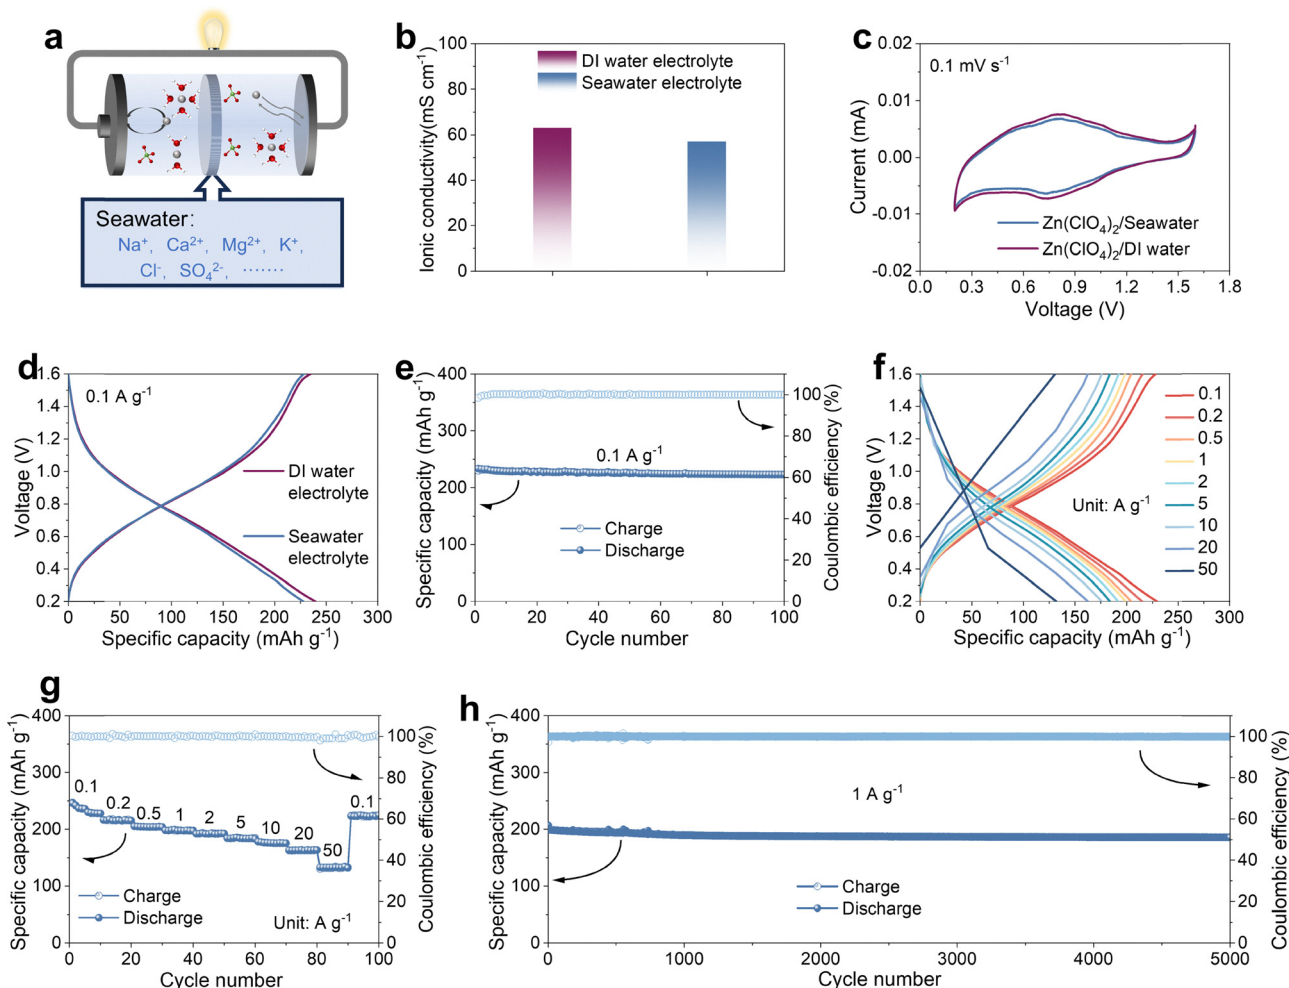 a
Seawater:
Na⁺, Ca²⁺, Mg²⁺, K⁺,
Cl⁻, SO₄²⁻, ·······
b
Ionic conductivity(mS cm⁻¹)
100
80
60
40
20
0
DI water electrolyte
Seawater electrolyte
c
Current (mA)
0.02
0.01
0.00
-0.01
-0.02
0.1 mV s⁻¹
Zn(ClO₄)₂/Seawater
Zn(ClO₄)₂/DI water
0.0 0.3 0.6 0.9 1.2 1.5 1.8
Voltage (V)
d
Voltage (V)
1.6
1.4
1.2
1.0
0.8
0.6
0.4
0.2
0.1 A g⁻¹
DI water
electrolyte
Seawater
electrolyte
0 50 100 150 200 250 300
Specific capacity (mAh g⁻¹)
e
Specific capacity (mAh g⁻¹)
400
300
200
100
0
0.1 A g⁻¹
Charge
Discharge
100
80
60
40
20
0
Coulombic efficiency (%)
0 20 40 60 80 100
Cycle number
f
Voltage (V)
1.6
1.4
1.2
1.0
0.8
0.6
0.4
0.2
0.1
0.2
0.5
1
2
5
10
20
50
Unit: A g⁻¹
0 50 100 150 200 250 300
Specific capacity (mAh g⁻¹)
g
Specific capacity (mAh g⁻¹)
400
350
300
250
200
150
100
50
0
0.1 0.2 0.5 1 2 5 10 20 50 0.1
Charge
Discharge
Unit: A g⁻¹
100
80
60
40
20
0
Coulombic efficiency (%)
0 20 40 60 80 100
Cycle number
h
Specific capacity (mAh g⁻¹)
400
350
300
250
200
150
100
50
0
1 A g⁻¹
Charge
Discharge
100
80
60
40
20
0
Coulombic efficiency (%)
0 1000 2000 3000 4000 5000
Cycle number